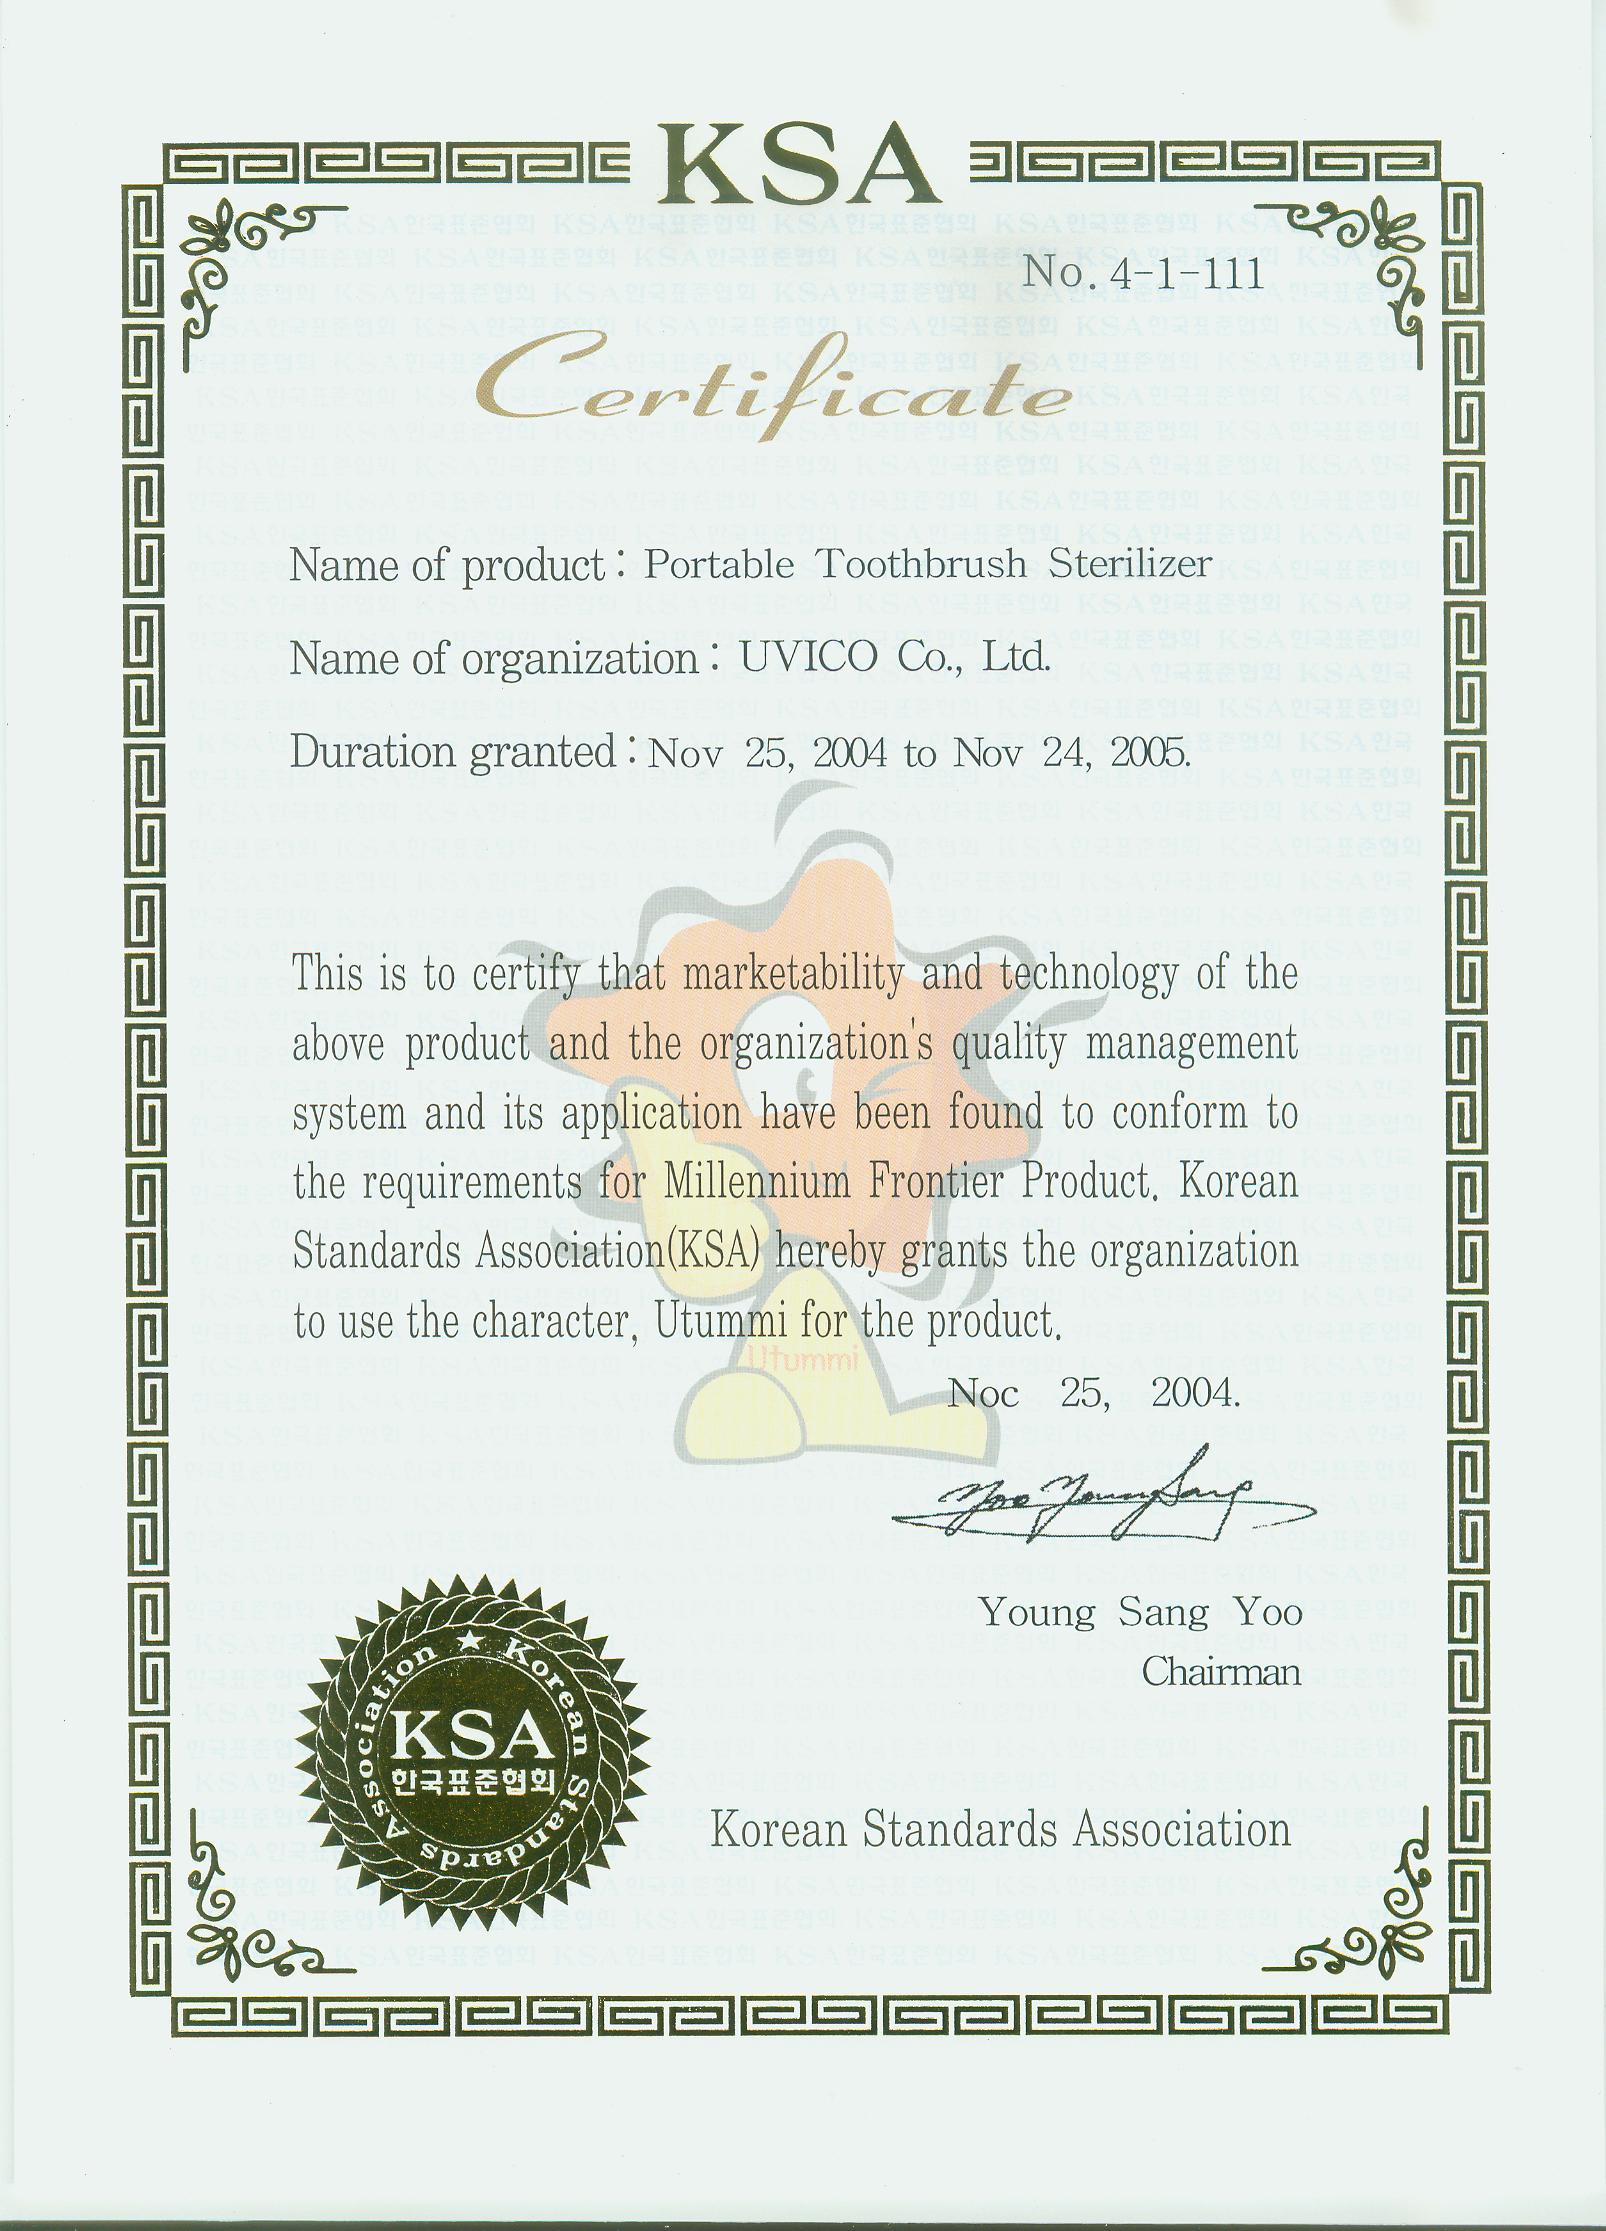 KSA
No. 4-1-111
Certificate
Name of product : Portable Toothbrush Sterilizer
Name of organization : UVICO Co., Ltd.
Duration granted : Nov 25, 2004 to Nov 24, 2005.
This is to certify that marketability and technology of the
above product and the organization's quality management
system and its application have been found to conform to
the requirements for Millennium Frontier Product. Korean
Standards Association(KSA) hereby grants the organization
to use the character, Utummi for the product.
Utummi
Noc 25, 2004.
Yoo Young Sang
Young Sang Yoo
Chairman
★ Korean Standards Association
KSA
한국표준협회
Korean Standards Association